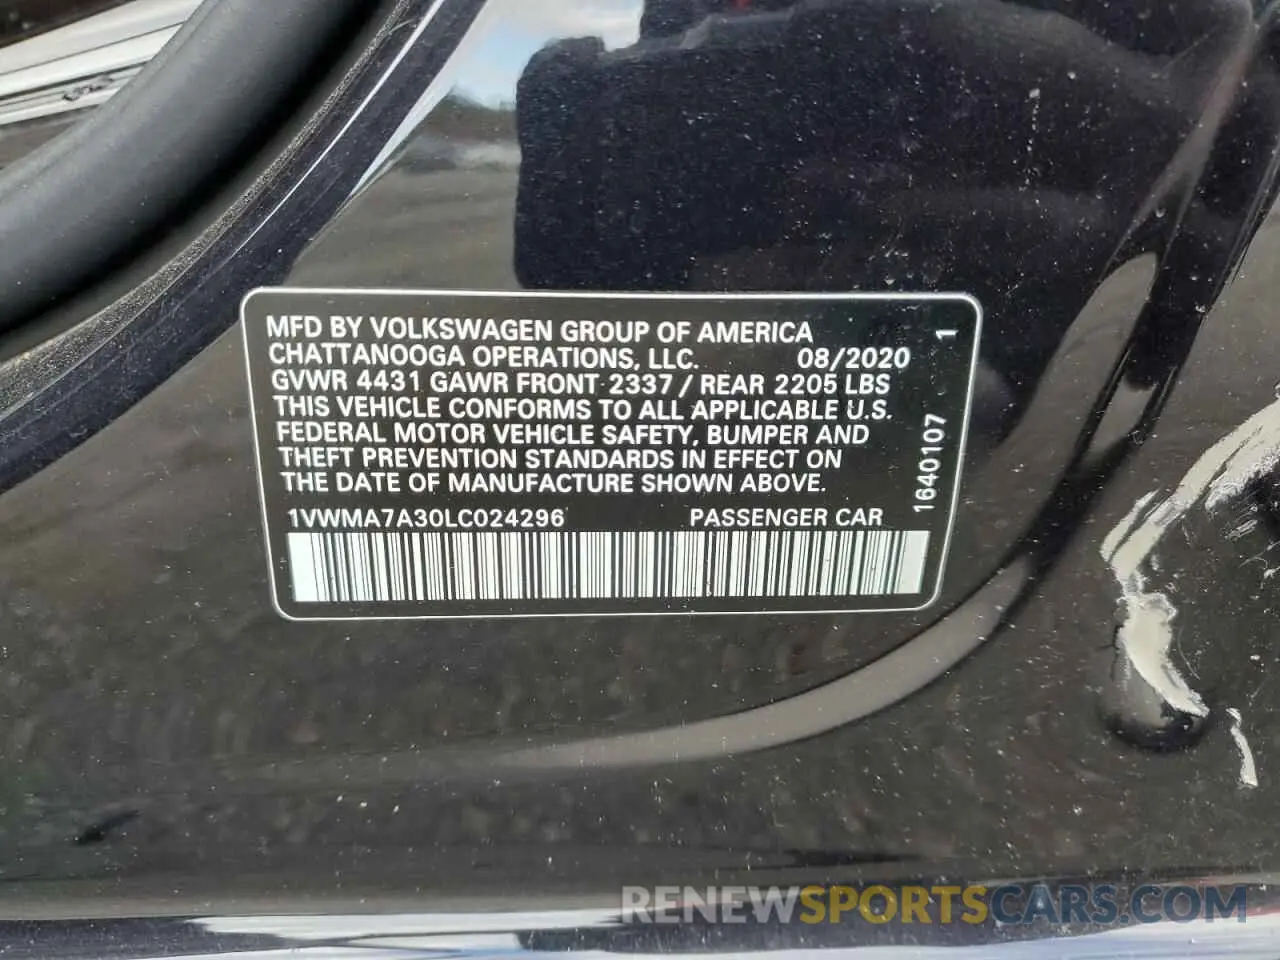 MFD BY VOLKSWAGEN GROUP OF AMERICA
CHATTANOOGA OPERATIONS, LLC. 08/2020
GVWR 4431 GAWR FRONT 2337 / REAR 2205 LBS
THIS VEHICLE CONFORMS TO ALL APPLICABLE U.S.
FEDERAL MOTOR VEHICLE SAFETY, BUMPER AND
THEFT PREVENTION STANDARDS IN EFFECT ON
THE DATE OF MANUFACTURE SHOWN ABOVE.
1VWMA7A30LC024296 PASSENGER CAR
1640107 1
RENEWSPORTSCARS.COM